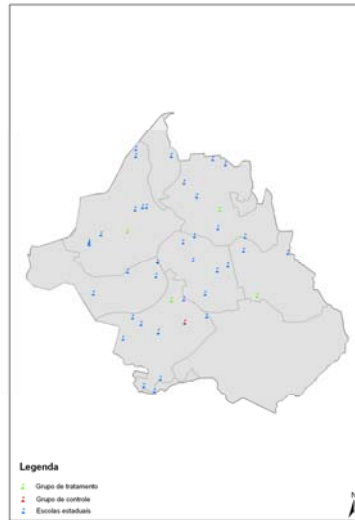 Legenda
Grupo de tratamento
Grupo de controle
Escolas estaduais
N